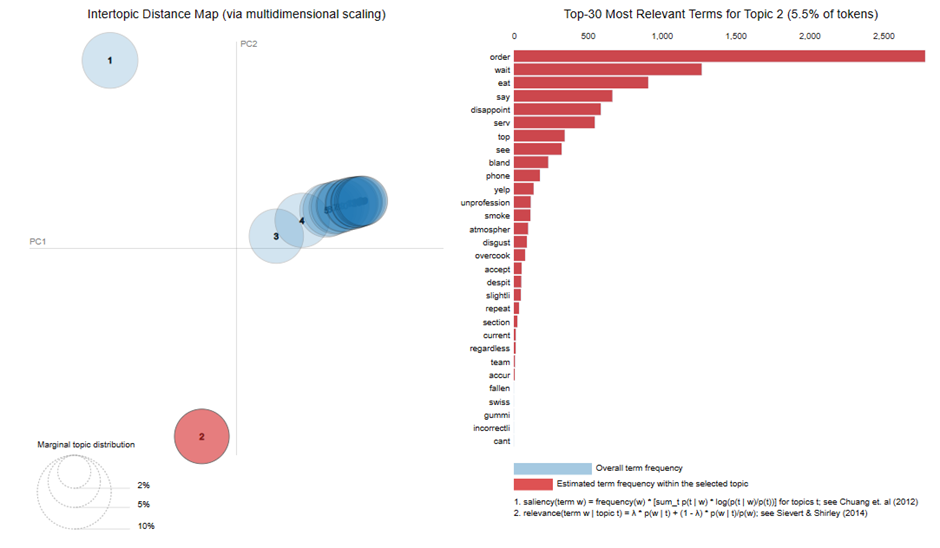 Intertopic Distance Map (via multidimensional scaling)
PC2
PC1
1
2
3
4
Marginal topic distribution
2%
5%
10%
Top-30 Most Relevant Terms for Topic 2 (5.5% of tokens)
0 500 1,000 1,500 2,000 2,500
order
wait
eat
say
disappoint
serv
top
see
bland
phone
yelp
unprofession
smoke
atmospher
disgust
overcook
accept
despit
slightli
repeat
section
current
regardless
team
accur
fallen
swiss
gummi
incorrectli
cant
Overall term frequency
Estimated term frequency within the selected topic
1. saliency(term w) = frequency(w) * [sum_t p(t | w) * log(p(t | w)/p(t))] for topics t; see Chuang et. al (2012)
2. relevance(term w | topic t) = λ * p(w | t) + (1 - λ) * p(w | t)/p(w); see Sievert & Shirley (2014)